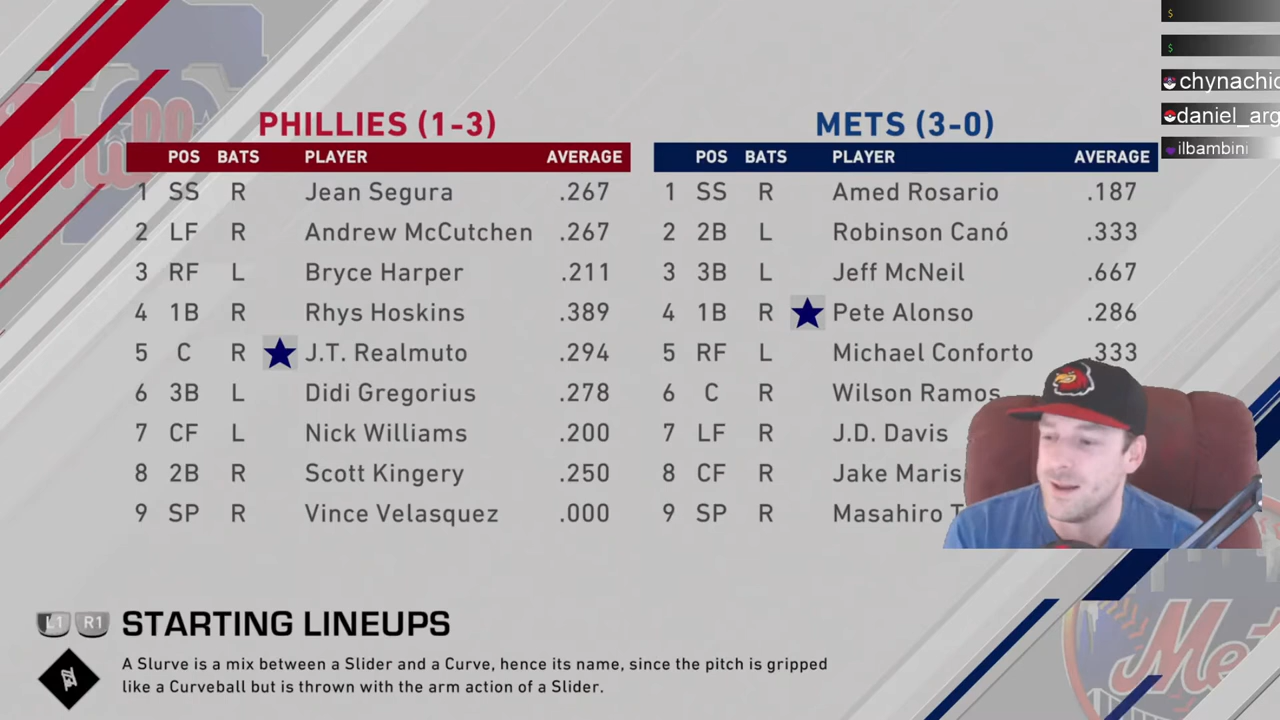 $
$
chynachic
daniel_arg
ilbambini
PHILLIES (1-3)
POS BATS PLAYER AVERAGE
1 SS R Jean Segura .267
2 LF R Andrew McCutchen .267
3 RF L Bryce Harper .211
4 1B R Rhys Hoskins .389
5 C R J.T. Realmuto .294
6 3B L Didi Gregorius .278
7 CF L Nick Williams .200
8 2B R Scott Kingery .250
9 SP R Vince Velasquez .000
METS (3-0)
POS BATS PLAYER AVERAGE
1 SS R Amed Rosario .187
2 2B L Robinson Canó .333
3 3B L Jeff McNeil .667
4 1B R Pete Alonso .286
5 RF L Michael Conforto .333
6 C R Wilson Ramos
7 LF R J.D. Davis
8 CF R Jake Maris
9 SP R Masahiro T
L1 R1 STARTING LINEUPS
A Slurve is a mix between a Slider and a Curve, hence its name, since the pitch is gripped
like a Curveball but is thrown with the arm action of a Slider.
Mets